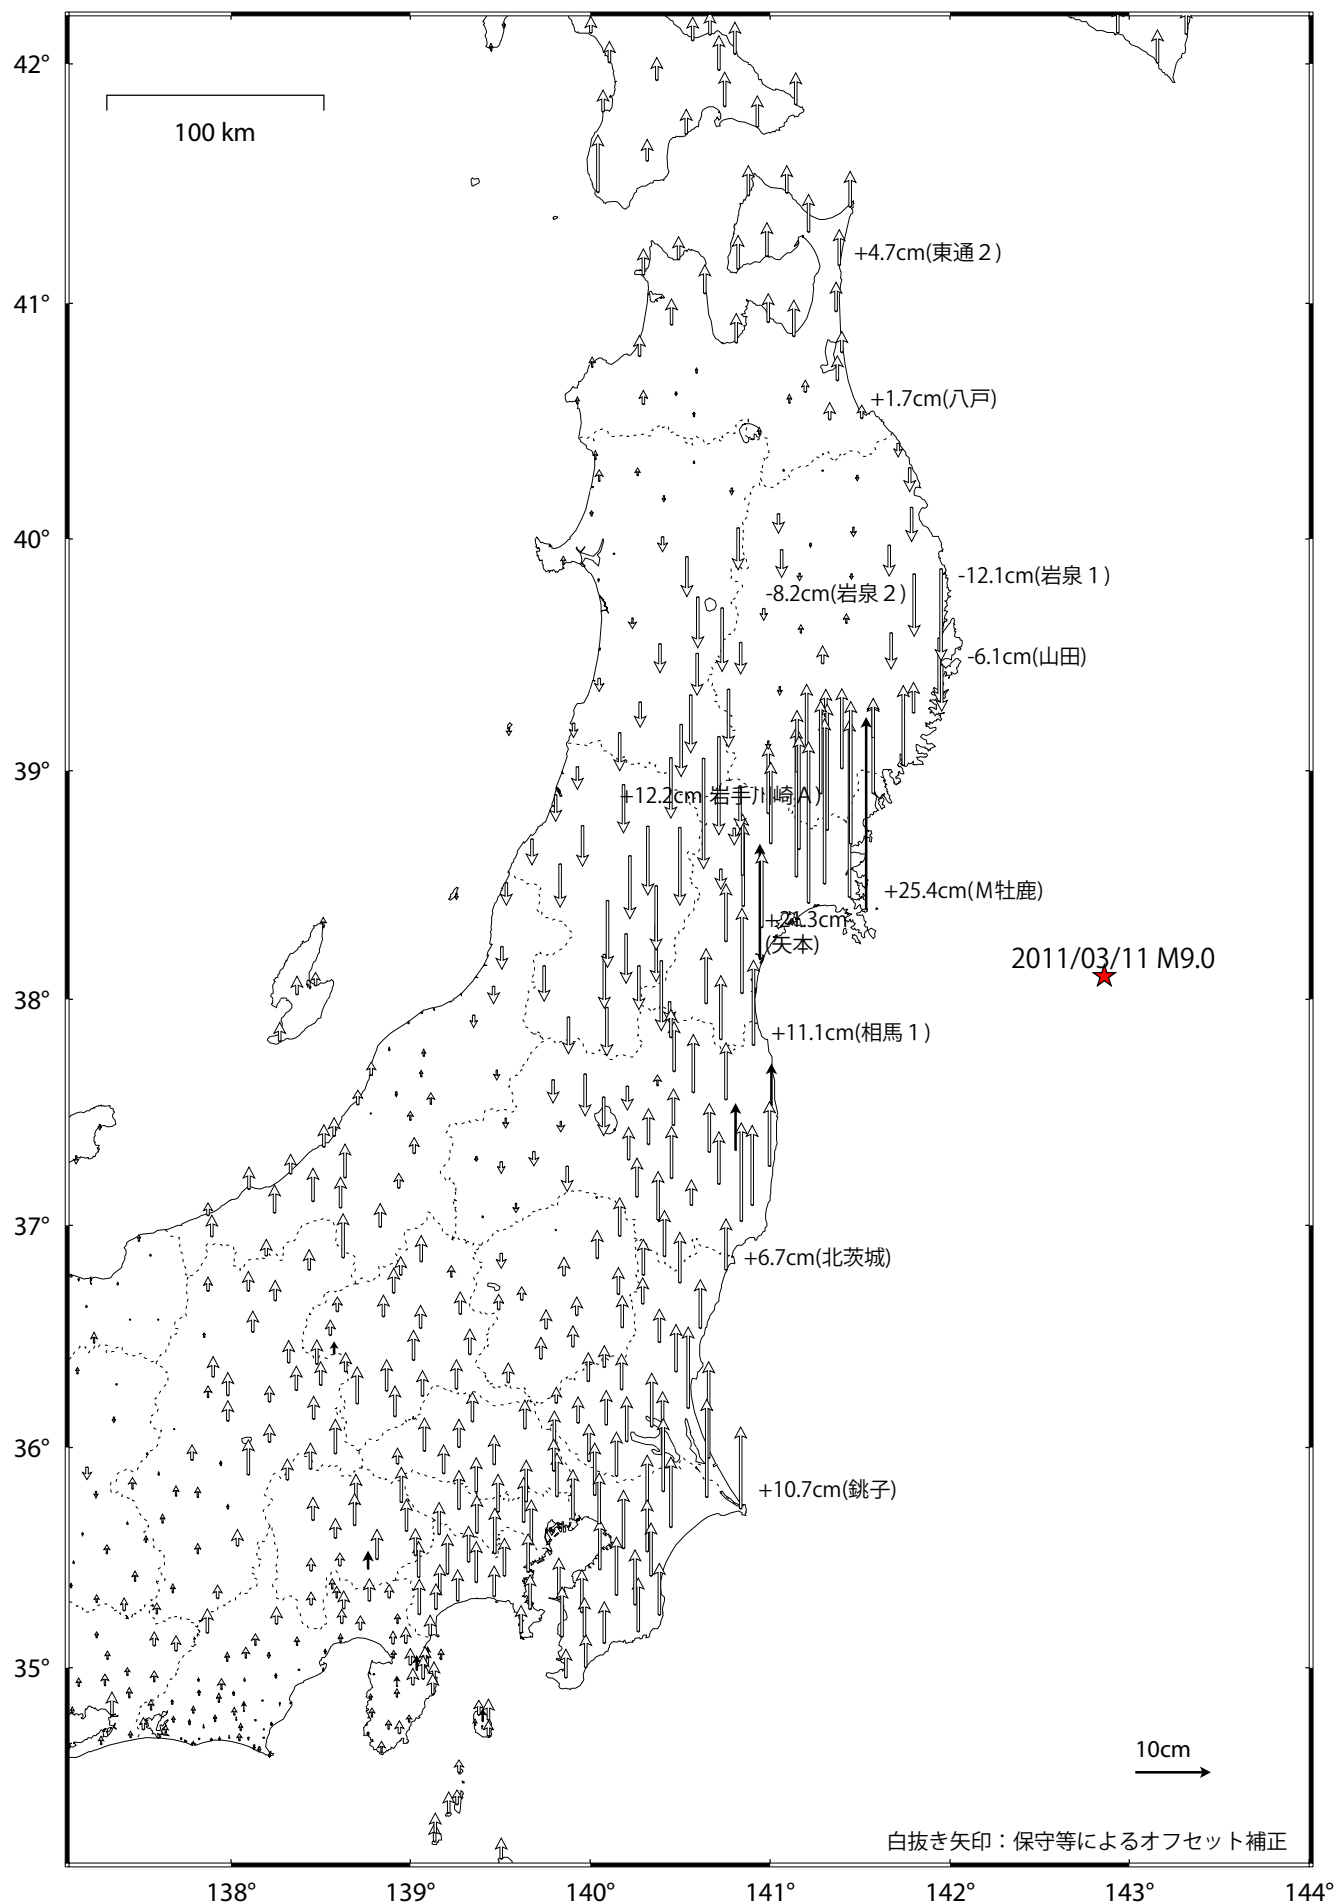 42°
100 km
+4.7cm(東通２)
41°
+1.7cm(八戸)
40°
-12.1cm(岩泉１)
-8.2cm(岩泉２)
-6.1cm(山田)
39°
+12.2cm 岩手川崎Ａ)
+25.4cm(Ｍ牡鹿)
(矢本)
2011/03/11 M9.0
38°
+11.1cm(相馬１)
37°
+6.7cm(北茨城)
36°
+10.7cm(銚子)
35°
10cm
白抜き矢印：保守等によるオフセット補正
138°
139°
140°
141°
142°
143°
144°